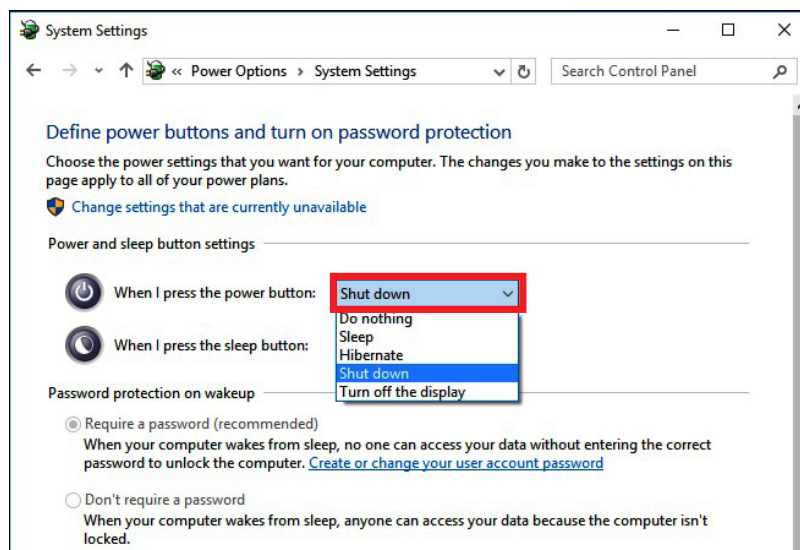 System Settings
« Power Options › System Settings
Search Control Panel
Define power buttons and turn on password protection
Choose the power settings that you want for your computer. The changes you make to the settings on this
page apply to all of your power plans.
Change settings that are currently unavailable
Power and sleep button settings
When I press the power button: Shut down
Do nothing
Sleep
When I press the sleep button:
Hibernate
Shut down
Turn off the display
Password protection on wakeup
Require a password (recommended)
When your computer wakes from sleep, no one can access your data without entering the correct
password to unlock the computer. Create or change your user account password
Don't require a password
When your computer wakes from sleep, anyone can access your data because the computer isn't
locked.